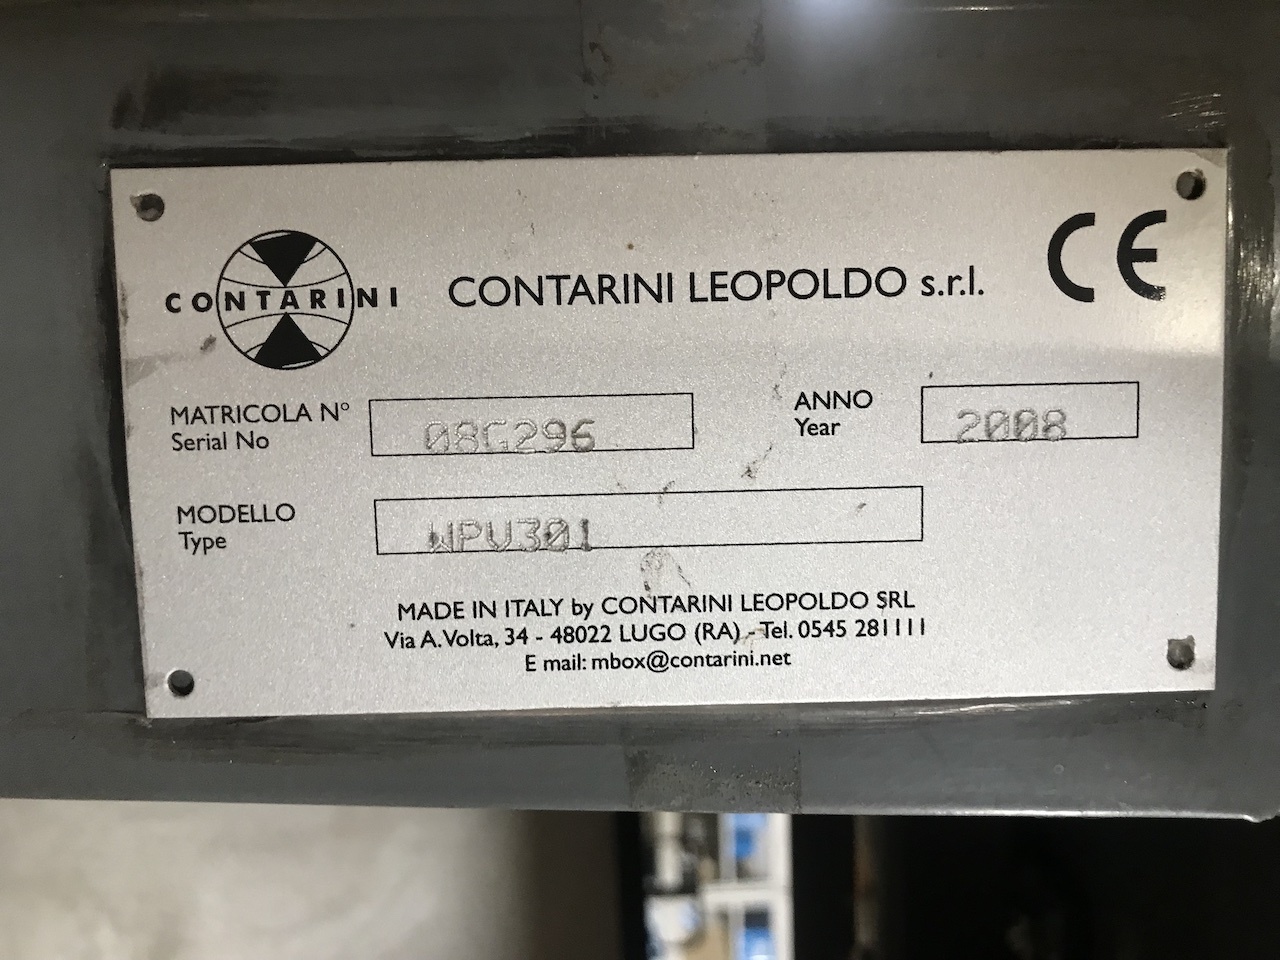 CONTARINI
CONTARINI LEOPOLDO s.r.l.
CE
MATRICOLA N°
Serial No
08G296
ANNO
Year
2008
MODELLO
Type
WPV301
MADE IN ITALY by CONTARINI LEOPOLDO SRL
Via A. Volta, 34 - 48022 LUGO (RA) - Tel. 0545 281111
E mail: mbox@contarini.net